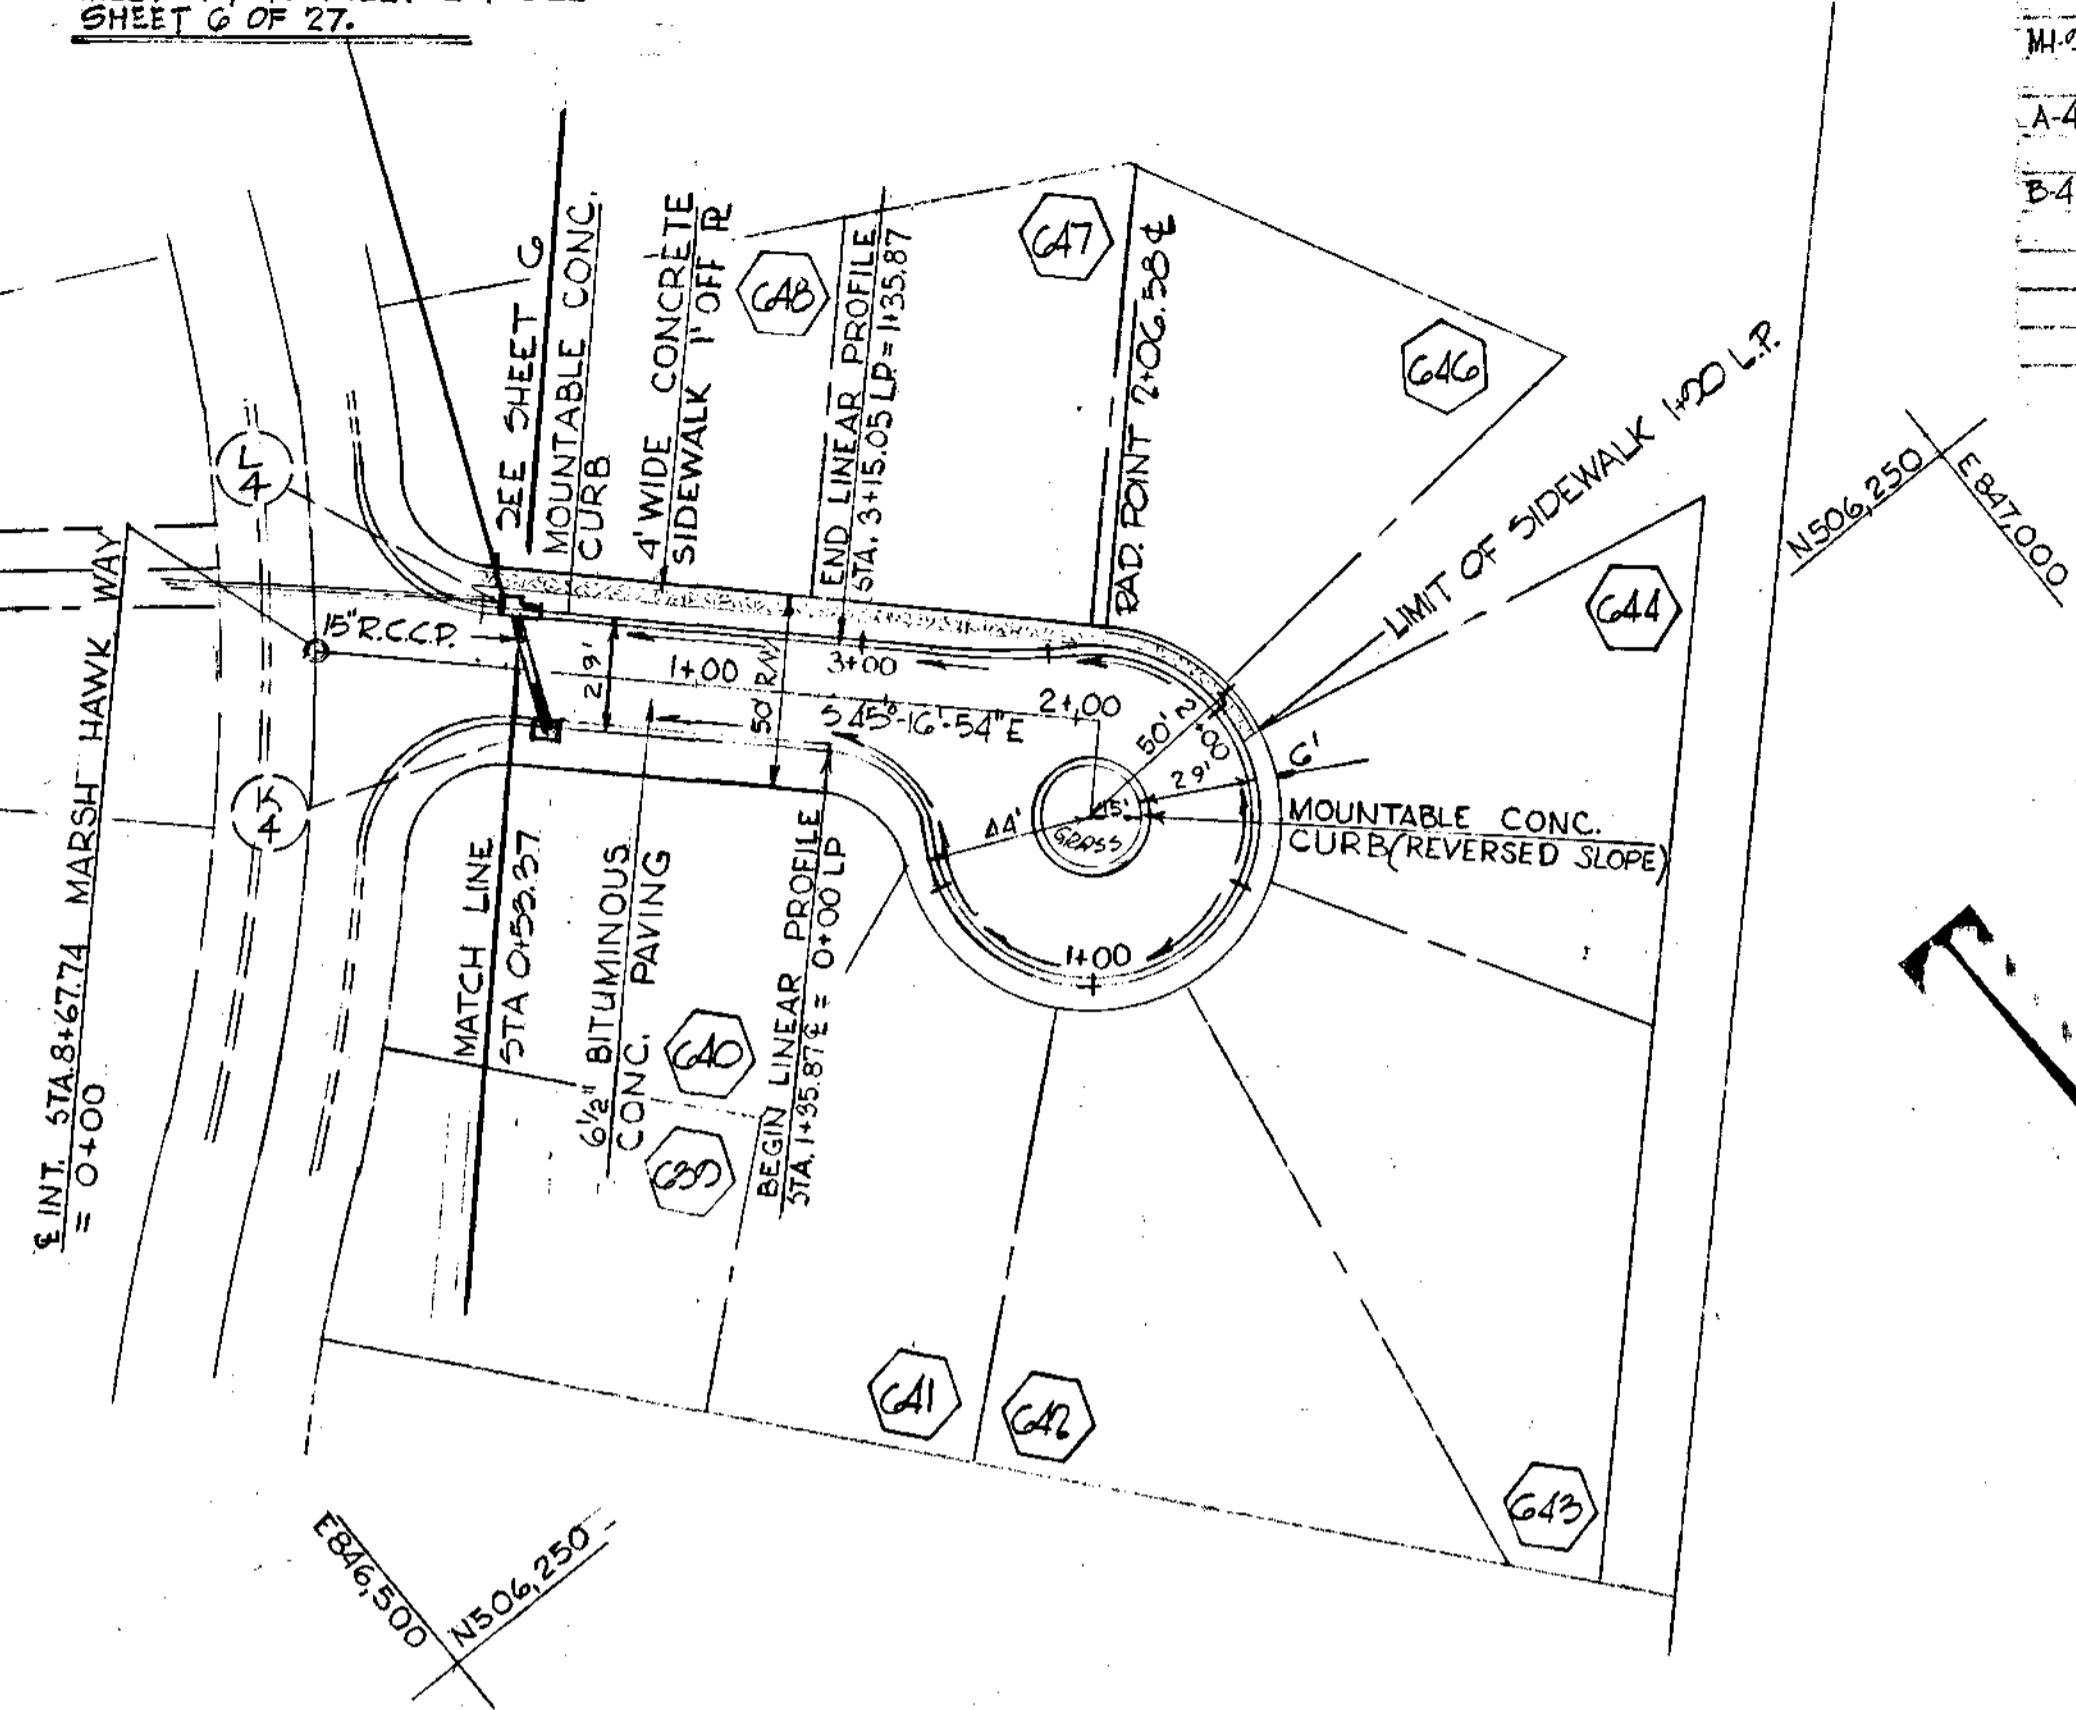 SHEET 6 OF 27.
MH-
A-4
B-4
SEE SHEET 6
MOUNTABLE CONC.
CURB
4' WIDE CONCRETE
SIDEWALK 1' OFF ℞
648
END LINEAR PROFILE
STA. 3+15.05 LP = 1+35.87
647
RAD. POINT 2+06.58 ℄
646
LIMIT OF SIDEWALK L.P.
N506,250
E847,000
644
4
15" R.C.C.P.
29'
1+00
50' R/W
3+00
S 45°-16'-54" E
2+00
50'
2+00
29'
6'
15'
GRASS
44'
MOUNTABLE CONC.
CURB (REVERSED SLOPE)
1+00
K
4
℄ INT. STA. 8+67.74 MARSH HAWK WAY
= 0+00
MATCH LINE
STA 0+53.37
6½" BITUMINOUS
CONC. PAVING
640
639
BEGIN LINEAR PROFILE
STA. 1+35.87 ℄ = 0+00 LP
641
642
643
E846,500
N506,250